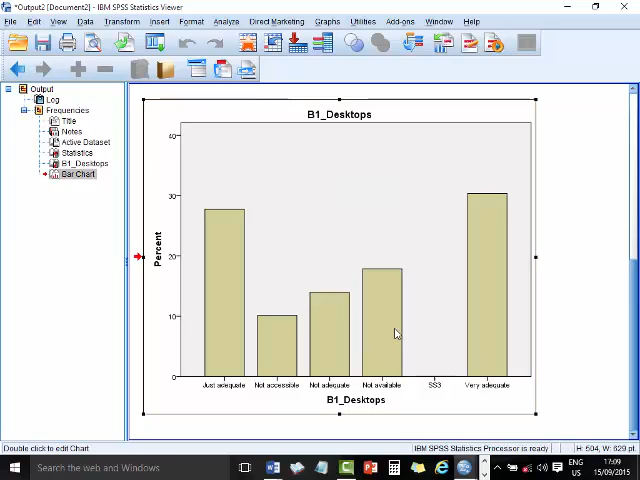 *Output2 [Document2] - IBM SPSS Statistics Viewer
File Edit View Data Transform Insert Format Analyze Direct Marketing Graphs Utilities Add-ons Window Help
Output
Log
Frequencies
Title
Notes
Active Dataset
Statistics
B1_Desktops
Bar Chart
B1_Desktops
40
30
20
10
0
Percent
Just adequate Not accessible Not adequate Not available SS3 Very adequate
B1_Desktops
Double click to edit Chart
IBM SPSS Statistics Processor is ready
H: 504, W: 629 pt.
Search the web and Windows
ENG
US
17:09
15/09/2015